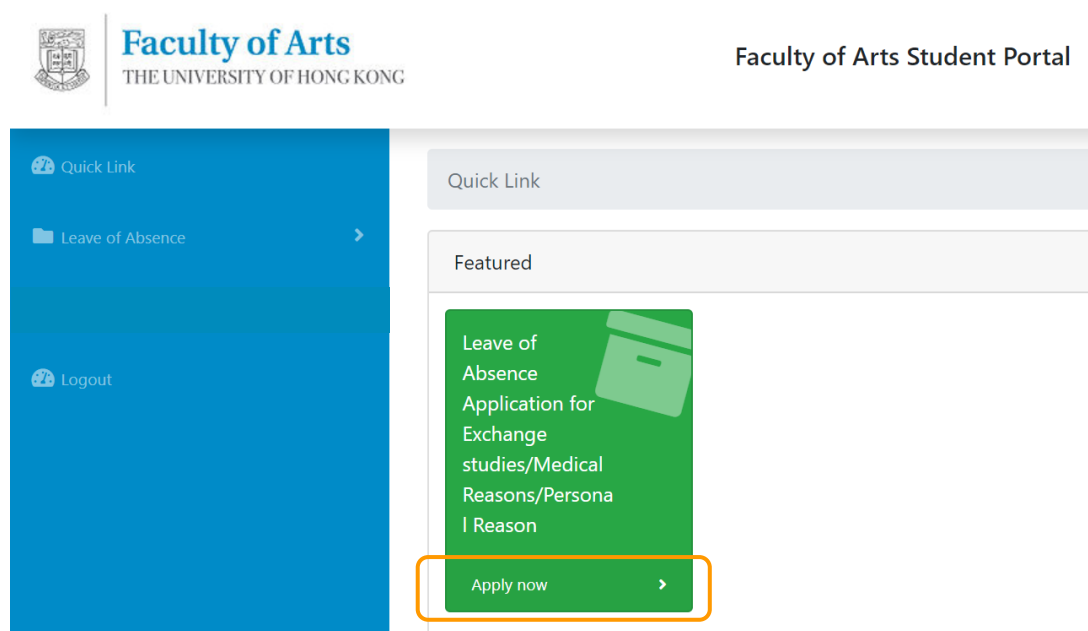 Faculty of Arts
THE UNIVERSITY OF HONG KONG
Faculty of Arts Student Portal
Quick Link
Leave of Absence
Logout
Quick Link
Featured
Leave of
Absence
Application for
Exchange
studies/Medical
Reasons/Persona
l Reason
Apply now